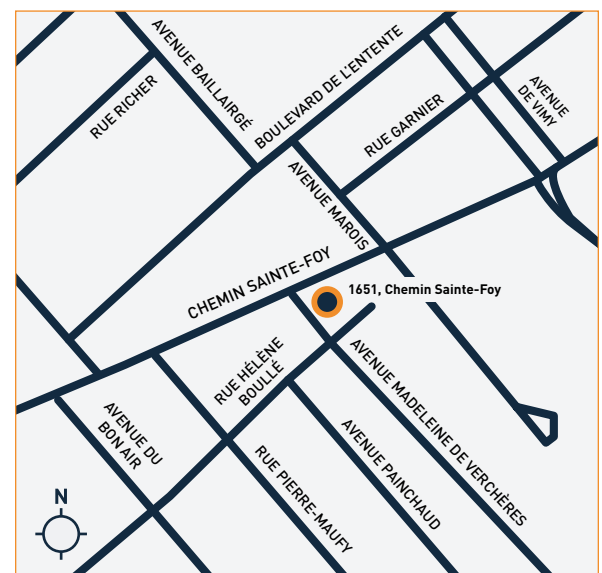 AVENUE BAILLAIRGÉ
RUE RICHER
BOULEVARD DE L'ENTENTE
RUE GARNIER
AVENUE
DE VIMY
AVENUE MAROIS
CHEMIN SAINTE-FOY
1651, Chemin Sainte-Foy
RUE HÉLÈNE
BOULLÉ
AVENUE MADELEINE DE VERCHÈRES
AVENUE DU
BON AIR
RUE PIERRE-MAUFY
AVENUE PAINCHAUD
N